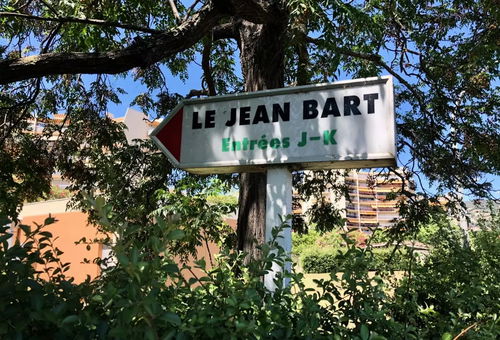 LE JEAN BART
Entrées J-K